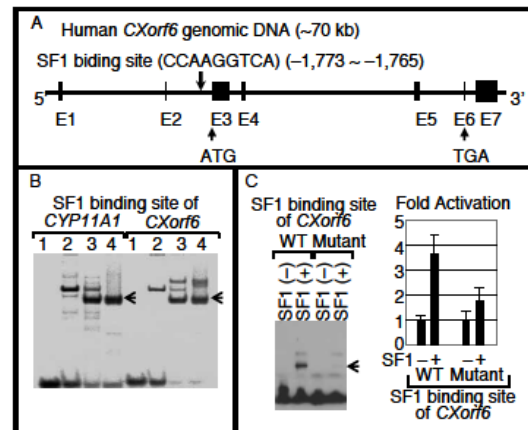 A Human CXorf6 genomic DNA (~70 kb)
SF1 biding site (CCAAGGTCA) (−1,773 ~ −1,765)
5' 3'
E1 E2 E3 E4 E5 E6 E7
ATG TGA
B
SF1 binding site of
CYP11A1 CXorf6
1 2 3 4 1 2 3 4
C
SF1 binding site
of CXorf6
WT Mutant
SF1 (−)
SF1 (+)
SF1 (−)
SF1 (+)
Fold Activation
5
4
3
2
1
0
SF1 − + − +
WT Mutant
SF1 binding site
of CXorf6